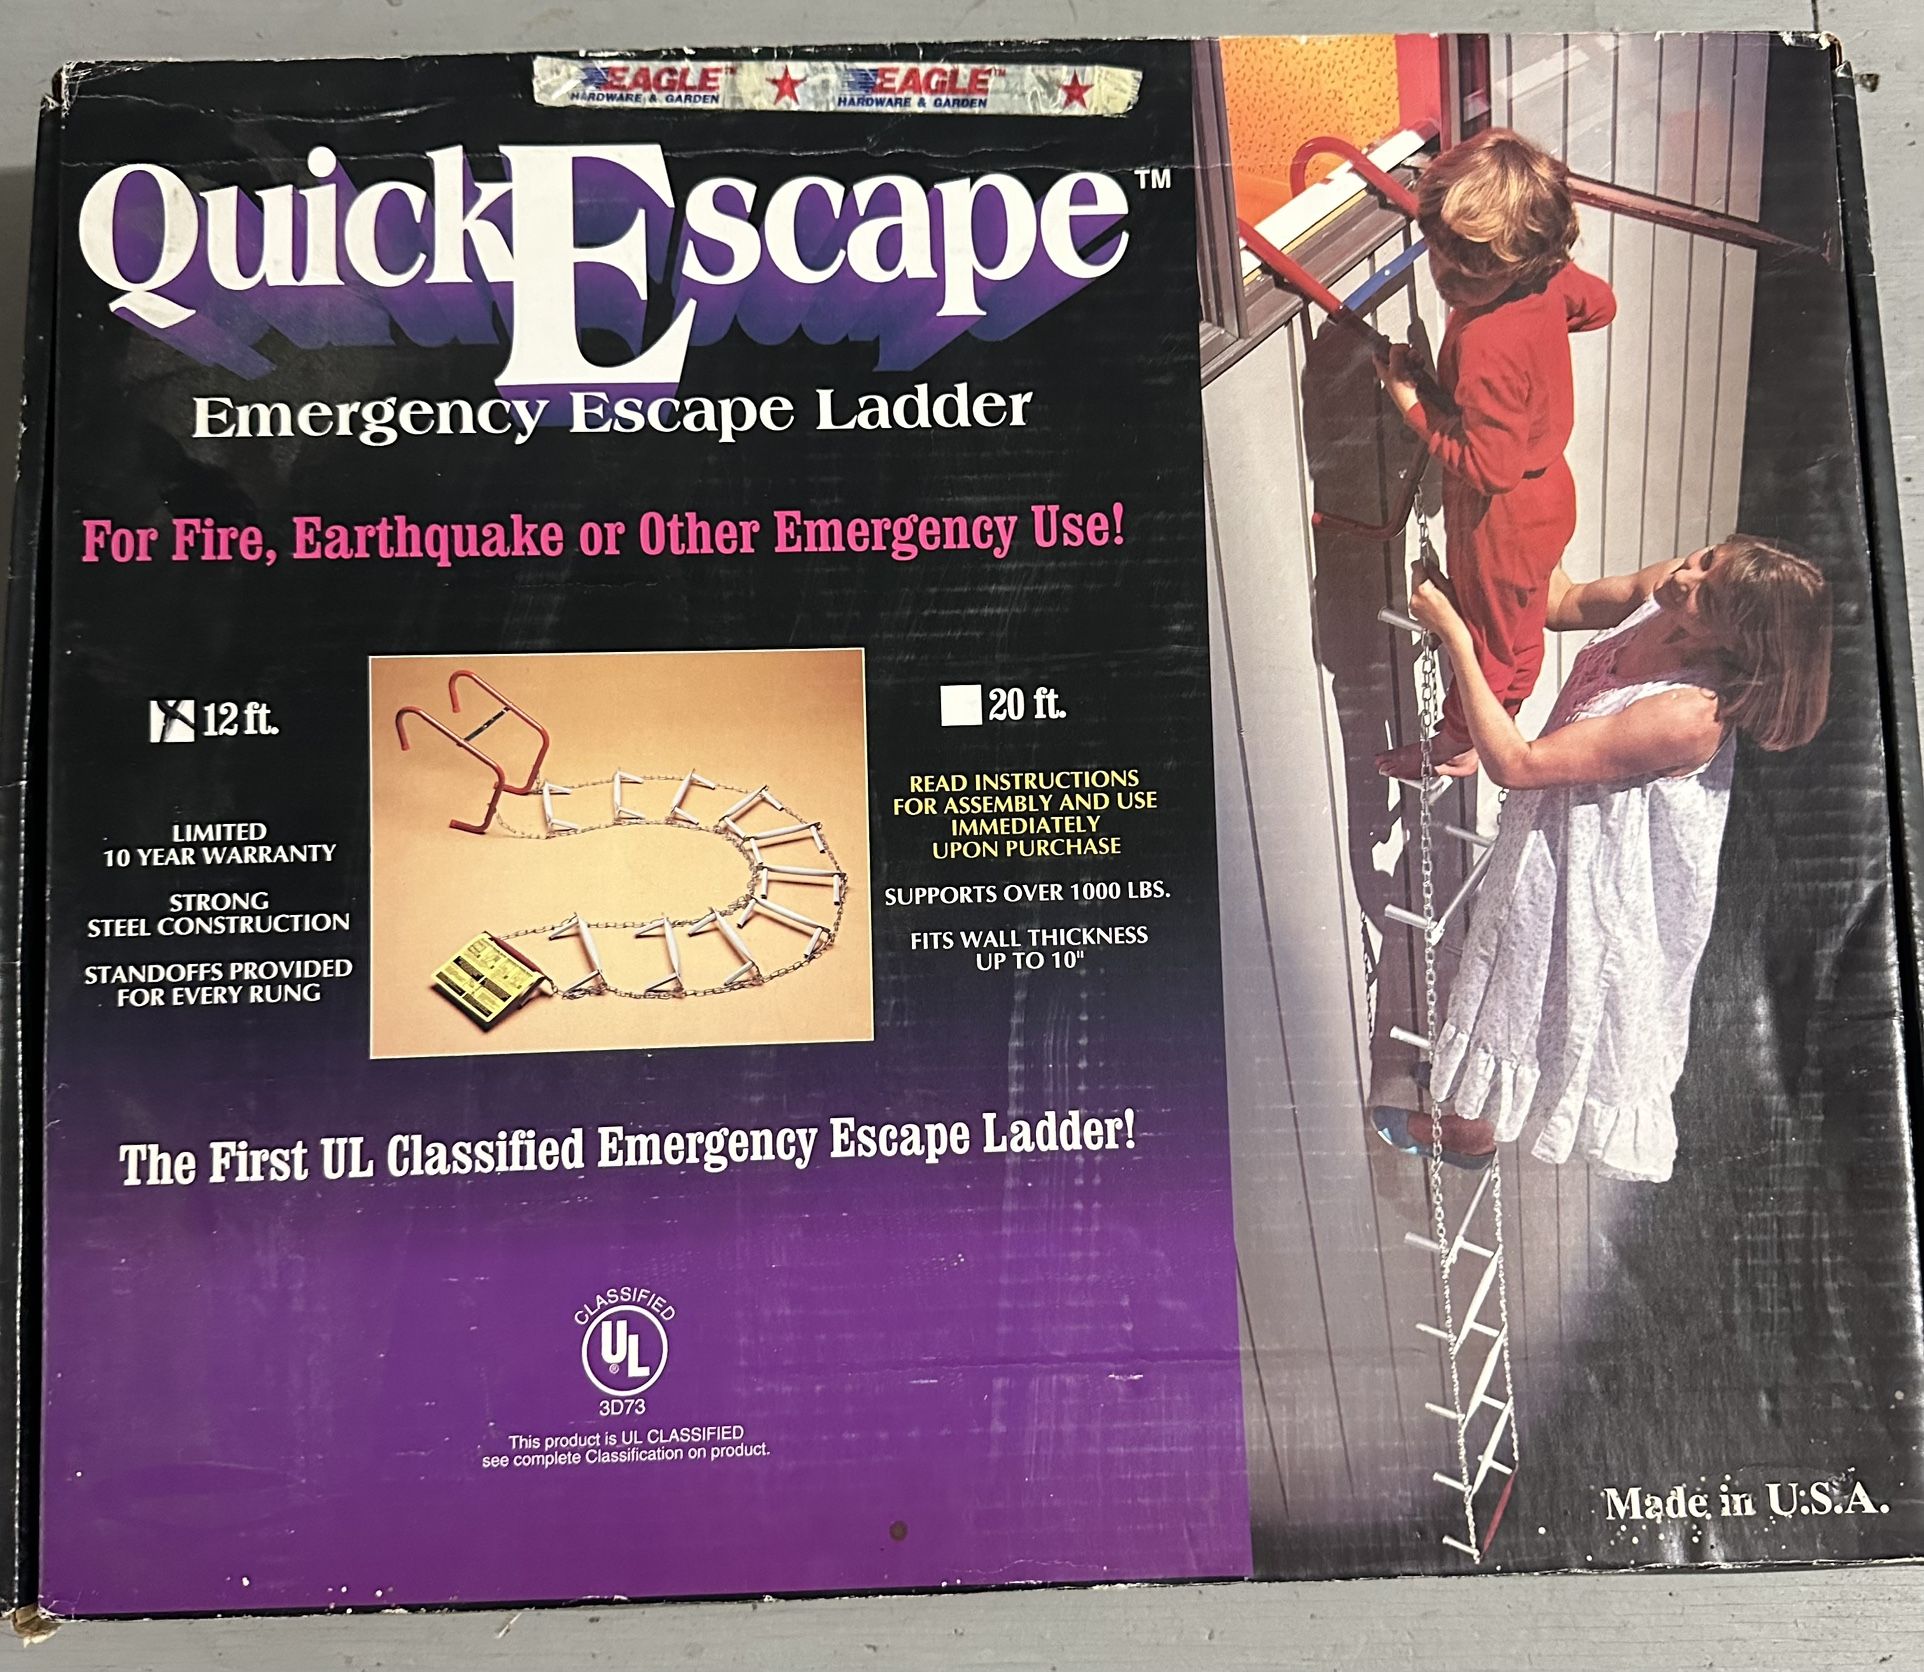 EAGLE™ EAGLE™
HARDWARE & GARDEN HARDWARE & GARDEN
QuickEscape™
Emergency Escape Ladder
For Fire, Earthquake or Other Emergency Use!
12 ft.
LIMITED
10 YEAR WARRANTY
STRONG
STEEL CONSTRUCTION
STANDOFFS PROVIDED
FOR EVERY RUNG
20 ft.
READ INSTRUCTIONS
FOR ASSEMBLY AND USE
IMMEDIATELY
UPON PURCHASE
SUPPORTS OVER 1000 LBS.
FITS WALL THICKNESS
UP TO 10"
The First UL Classified Emergency Escape Ladder!
CLASSIFIED
UL®
3D73
This product is UL CLASSIFIED
see complete Classification on product.
Made in U.S.A.